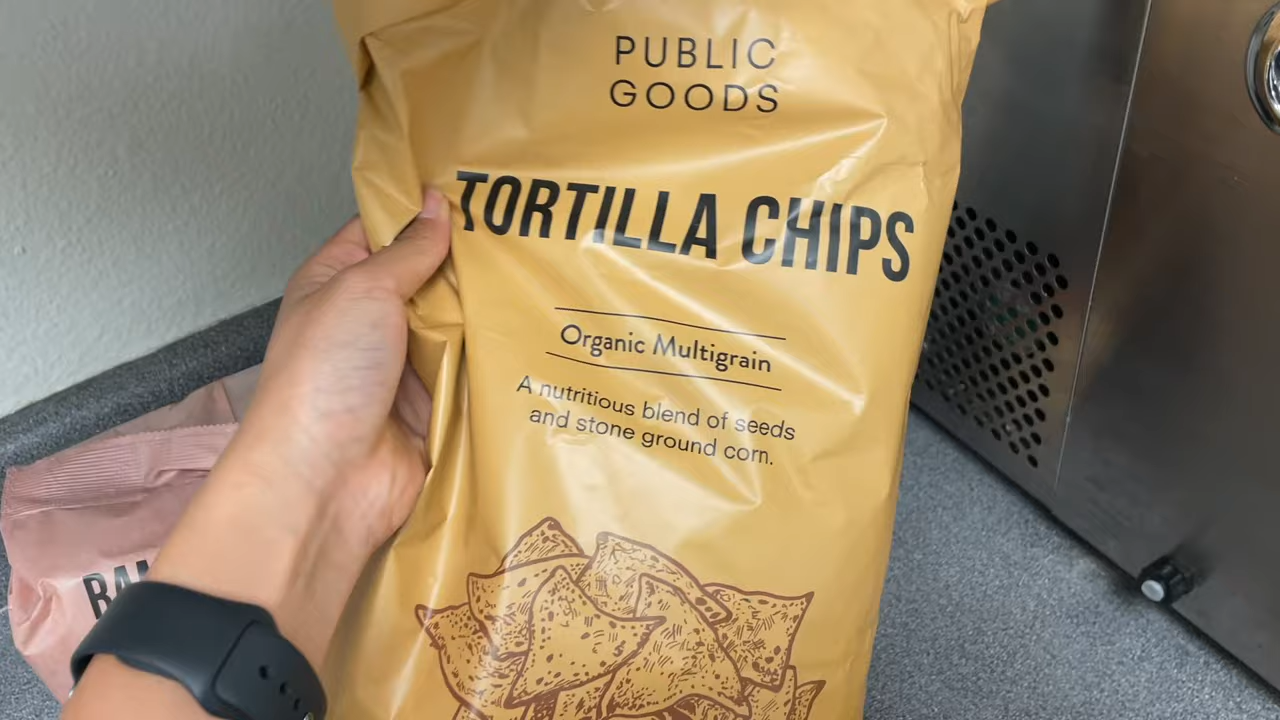 PUBLIC
GOODS
TORTILLA CHIPS
Organic Multigrain
A nutritious blend of seeds
and stone ground corn.